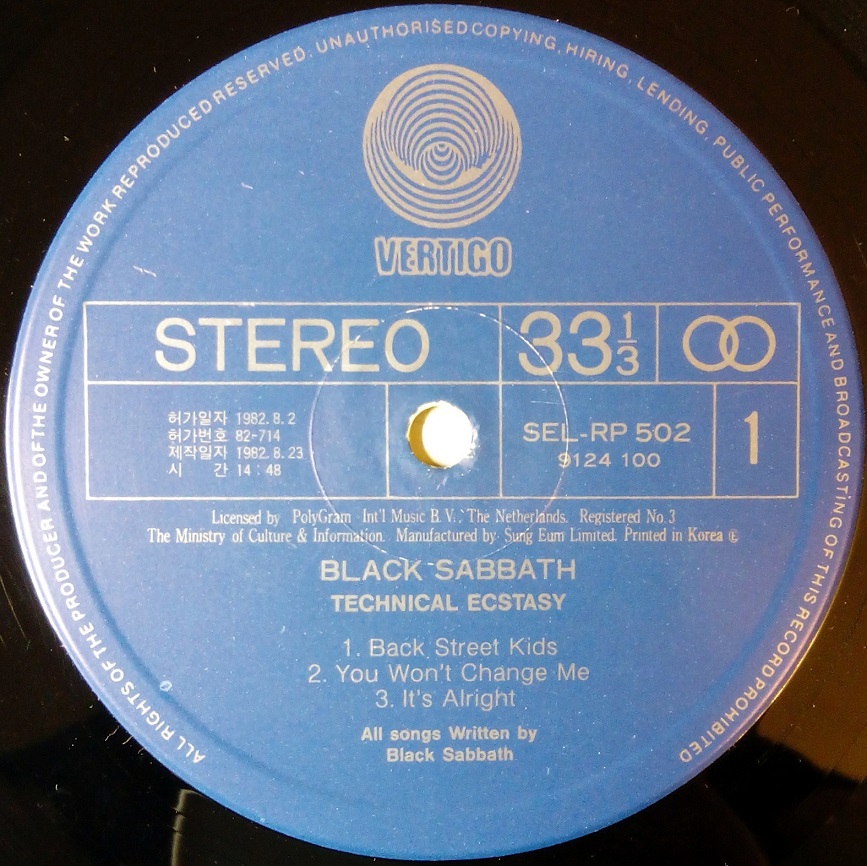 ALL RIGHTS OF THE PRODUCER AND OF THE OWNER OF THE WORK REPRODUCED RESERVED. UNAUTHORISED COPYING, HIRING, LENDING, PUBLIC PERFORMANCE AND BROADCASTING OF THIS RECORD PROHIBITED
VERTIGO
STEREO
33 1/3
허가일자 1982. 8. 2
허가번호 82-714
제작일자 1982. 8. 23
시 간 14 : 48
SEL-RP 502
9124 100
1
Licensed by PolyGram Int'l Music B. V., The Netherlands. Registered No. 3
The Ministry of Culture & Information. Manufactured by Sung Eum Limited. Printed in Korea Ⓔ
BLACK SABBATH
TECHNICAL ECSTASY
1. Back Street Kids
2. You Won't Change Me
3. It's Alright
All songs Written by
Black Sabbath